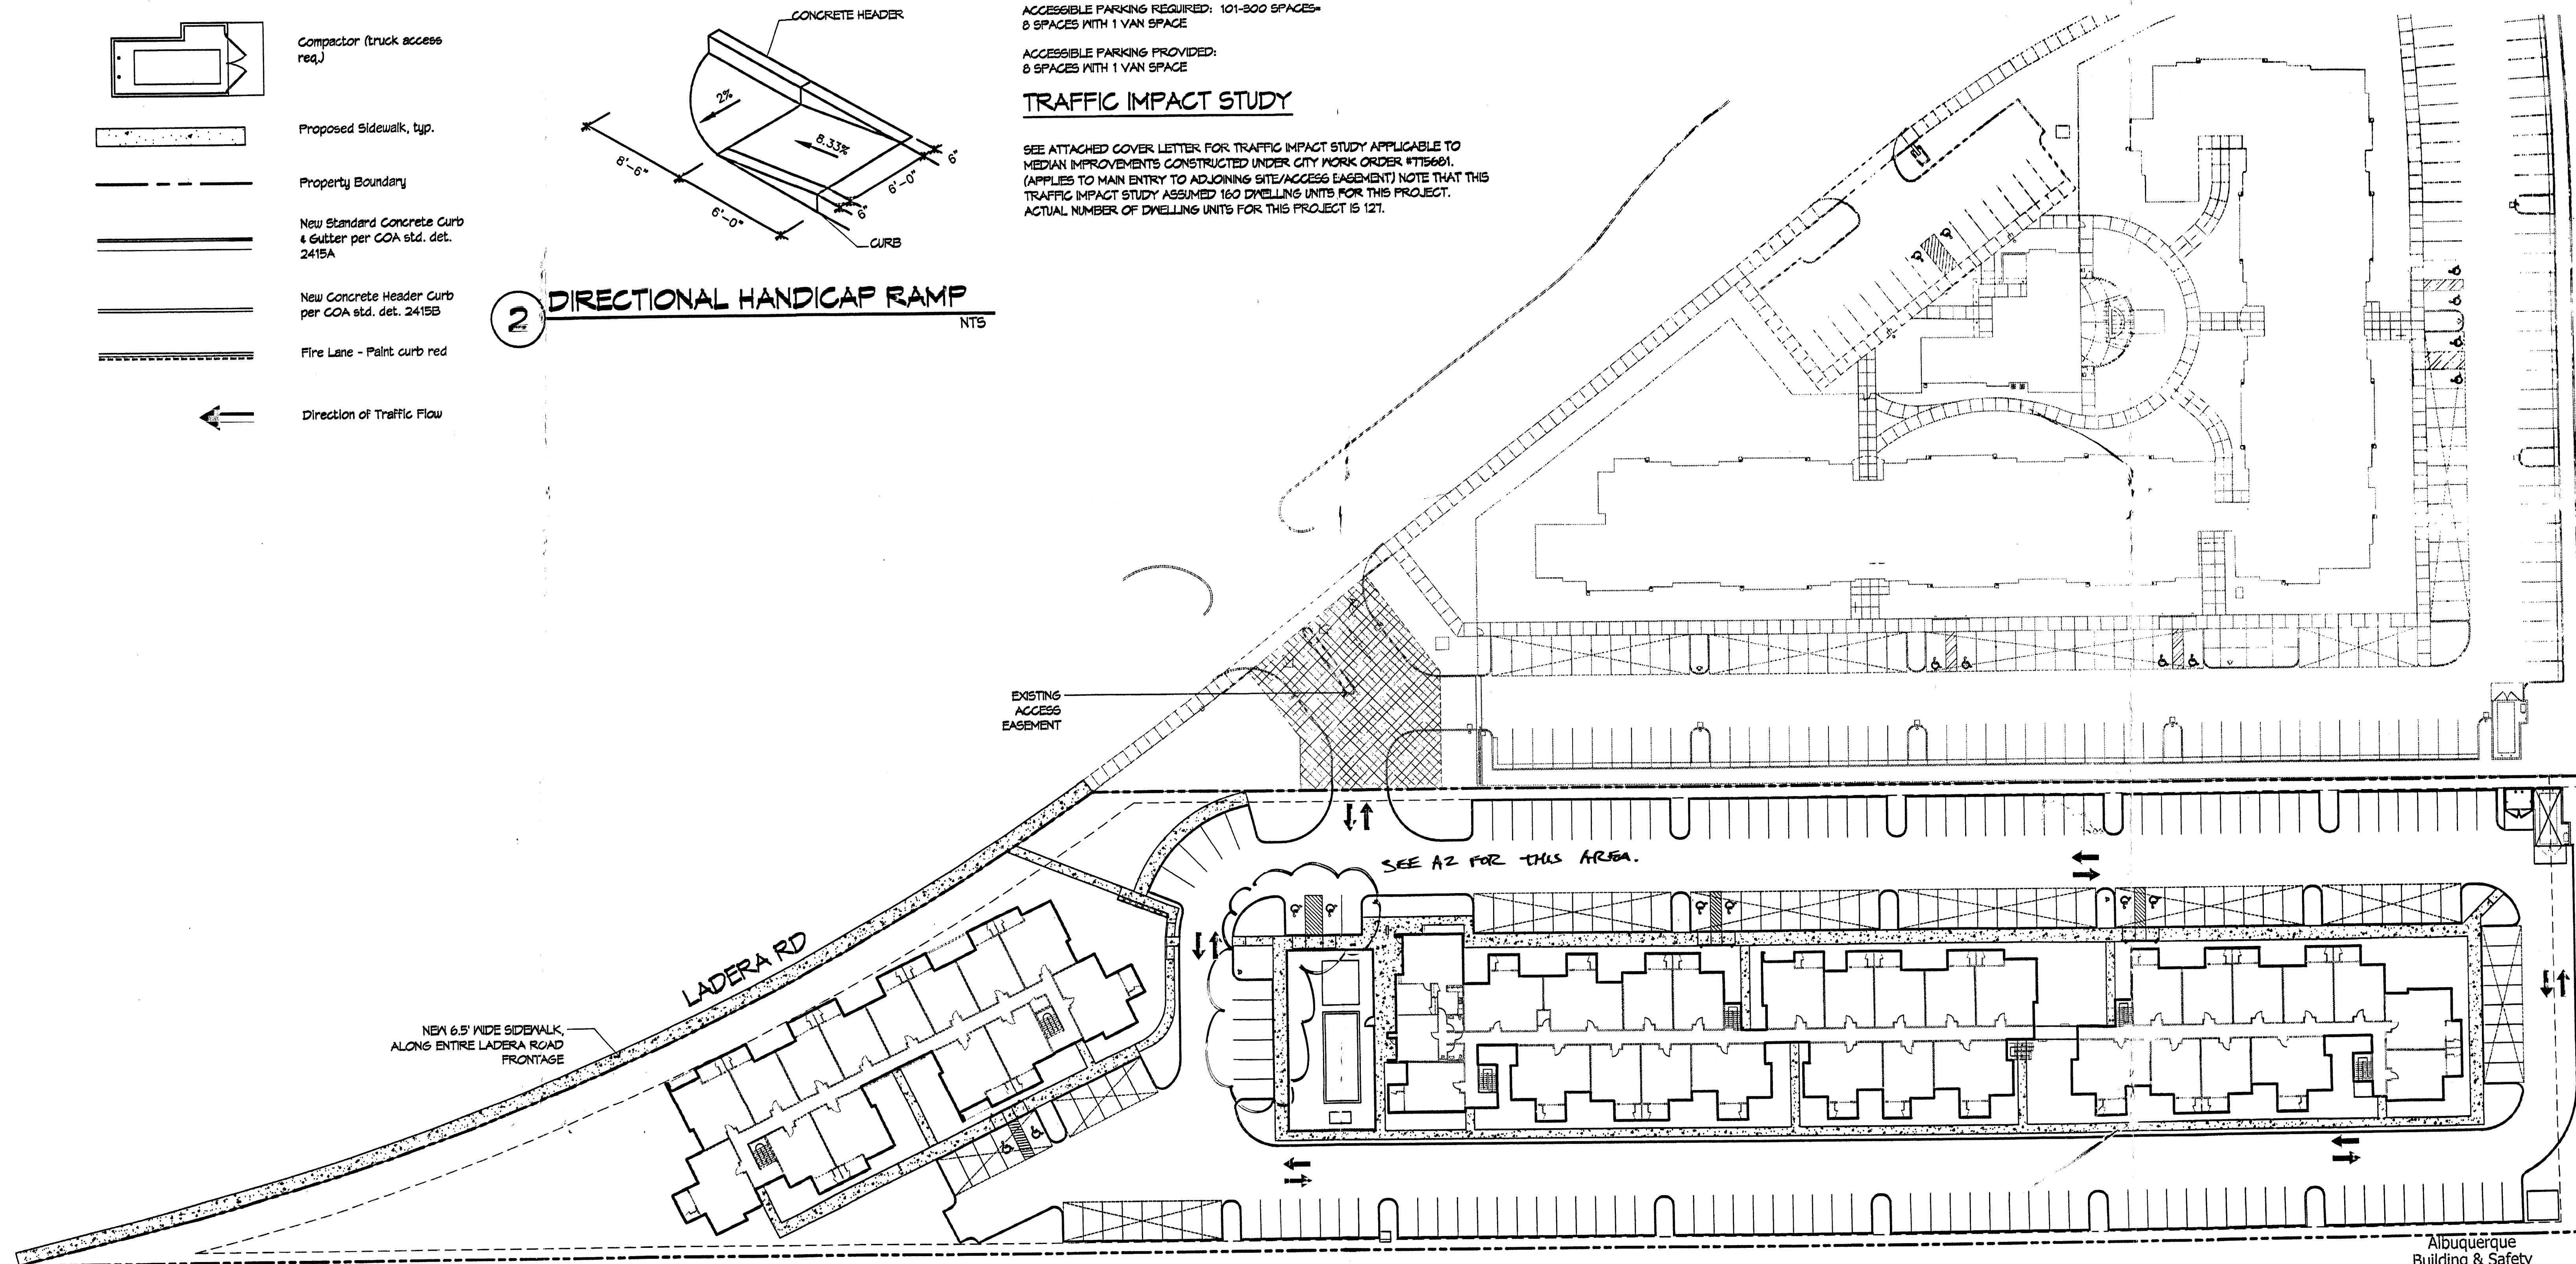 Compactor (truck access
req.)
Proposed Sidewalk, typ.
Property Boundary
New Standard Concrete Curb
& Gutter per COA std. det.
2415A
New Concrete Header Curb
per COA std. det. 2415B
Fire Lane - Paint curb red
Direction of Traffic Flow
CONCRETE HEADER
2%
8.33%
8'-6"
6'-0"
6'-0"
6"
6"
CURB
2
DIRECTIONAL HANDICAP RAMP
NTS
ACCESSIBLE PARKING REQUIRED: 101-300 SPACES=
8 SPACES WITH 1 VAN SPACE
ACCESSIBLE PARKING PROVIDED:
8 SPACES WITH 1 VAN SPACE
TRAFFIC IMPACT STUDY
SEE ATTACHED COVER LETTER FOR TRAFFIC IMPACT STUDY APPLICABLE TO
MEDIAN IMPROVEMENTS CONSTRUCTED UNDER CITY WORK ORDER #775681.
(APPLIES TO MAIN ENTRY TO ADJOINING SITE/ACCESS EASEMENT) NOTE THAT THIS
TRAFFIC IMPACT STUDY ASSUMED 160 DWELLING UNITS FOR THIS PROJECT.
ACTUAL NUMBER OF DWELLING UNITS FOR THIS PROJECT IS 127.
EXISTING
ACCESS
EASEMENT
SEE A2 FOR THIS AREA.
LADERA RD
NEW 6.5' WIDE SIDEWALK,
ALONG ENTIRE LADERA ROAD
FRONTAGE
Albuquerque
Building & Safety